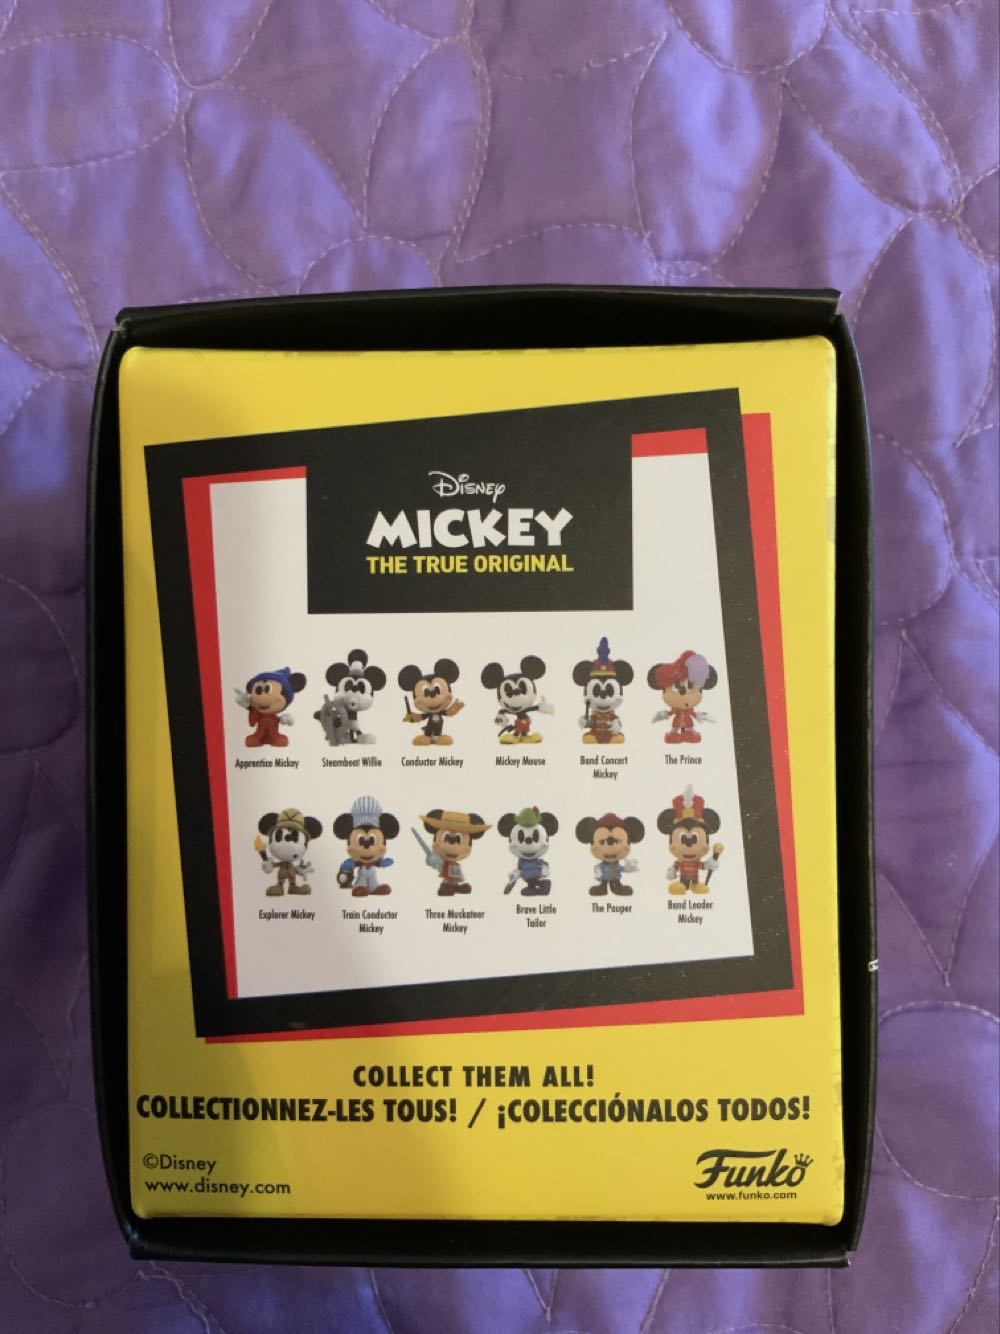 Disney
MICKEY
THE TRUE ORIGINAL
Apprentice Mickey
Steamboat Willie
Conductor Mickey
Mickey Mouse
Band Concert
Mickey
The Prince
Explorer Mickey
Train Conductor
Mickey
Three Musketeer
Mickey
Brave Little
Tailor
The Pauper
Band Leader
Mickey
COLLECT THEM ALL!
COLLECTIONNEZ-LES TOUS! / ¡COLECCIÓNALOS TODOS!
©Disney
www.disney.com
Funko
www.funko.com